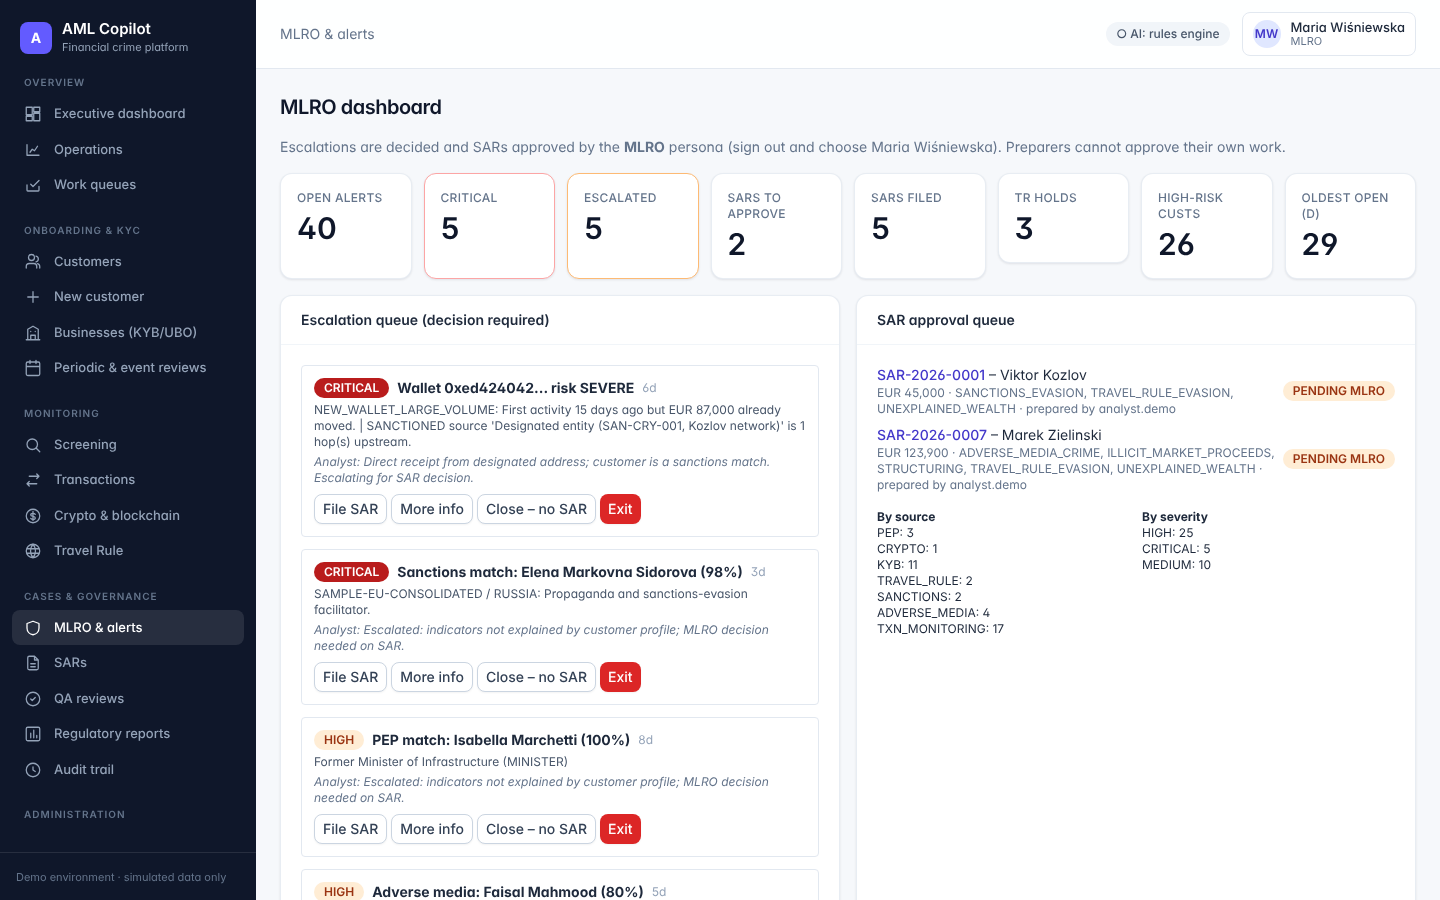 A
AML Copilot
Financial crime platform
OVERVIEW
Executive dashboard
Operations
Work queues
ONBOARDING & KYC
Customers
New customer
Businesses (KYB/UBO)
Periodic & event reviews
MONITORING
Screening
Transactions
Crypto & blockchain
Travel Rule
CASES & GOVERNANCE
MLRO & alerts
SARs
QA reviews
Regulatory reports
Audit trail
ADMINISTRATION
Demo environment · simulated data only
MLRO & alerts
AI: rules engine
MW
Maria Wiśniewska
MLRO
MLRO dashboard
Escalations are decided and SARs approved by the MLRO persona (sign out and choose Maria Wiśniewska). Preparers cannot approve their own work.
OPEN ALERTS
40
CRITICAL
5
ESCALATED
5
SARS TO
APPROVE
2
SARS FILED
5
TR HOLDS
3
HIGH-RISK
CUSTS
26
OLDEST OPEN
(D)
29
Escalation queue (decision required)
CRITICAL Wallet 0xed424042… risk SEVERE 6d
NEW_WALLET_LARGE_VOLUME: First activity 15 days ago but EUR 87,000 already
moved. | SANCTIONED source 'Designated entity (SAN-CRY-001, Kozlov network)' is 1
hop(s) upstream.
Analyst: Direct receipt from designated address; customer is a sanctions match.
Escalating for SAR decision.
File SAR More info Close – no SAR Exit
CRITICAL Sanctions match: Elena Markovna Sidorova (98%) 3d
SAMPLE-EU-CONSOLIDATED / RUSSIA: Propaganda and sanctions-evasion
facilitator.
Analyst: Escalated: indicators not explained by customer profile; MLRO decision
needed on SAR.
File SAR More info Close – no SAR Exit
HIGH PEP match: Isabella Marchetti (100%) 8d
Former Minister of Infrastructure (MINISTER)
Analyst: Escalated: indicators not explained by customer profile; MLRO decision
needed on SAR.
File SAR More info Close – no SAR Exit
HIGH Adverse media: Faisal Mahmood (80%) 5d
SAR approval queue
SAR-2026-0001 – Viktor Kozlov
EUR 45,000 · SANCTIONS_EVASION, TRAVEL_RULE_EVASION,
UNEXPLAINED_WEALTH · prepared by analyst.demo
PENDING MLRO
SAR-2026-0007 – Marek Zielinski
EUR 123,900 · ADVERSE_MEDIA_CRIME, ILLICIT_MARKET_PROCEEDS,
STRUCTURING, TRAVEL_RULE_EVASION, UNEXPLAINED_WEALTH ·
prepared by analyst.demo
PENDING MLRO
By source
PEP: 3
CRYPTO: 1
KYB: 11
TRAVEL_RULE: 2
SANCTIONS: 2
ADVERSE_MEDIA: 4
TXN_MONITORING: 17
By severity
HIGH: 25
CRITICAL: 5
MEDIUM: 10